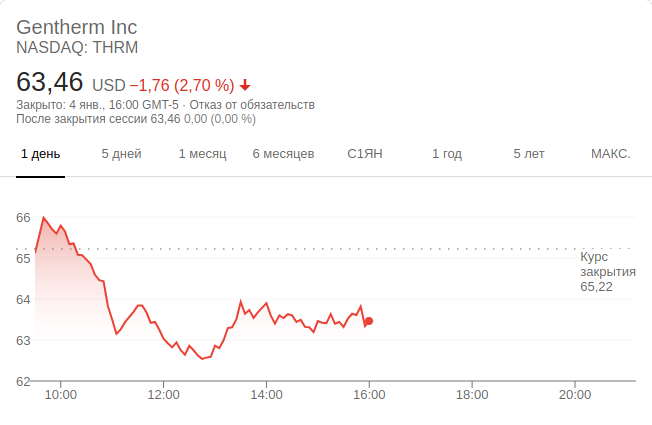 Gentherm Inc
NASDAQ: THRM
63,46 USD −1,76 (2,70 %)
Закрыто: 4 янв., 16:00 GMT-5 · Отказ от обязательств
После закрытия сессии 63,46 0,00 (0,00 %)
1 день 5 дней 1 месяц 6 месяцев С1ЯН 1 год 5 лет МАКС.
66
65
64
63
62
Курс
закрытия
65,22
10:00 12:00 14:00 16:00 18:00 20:00